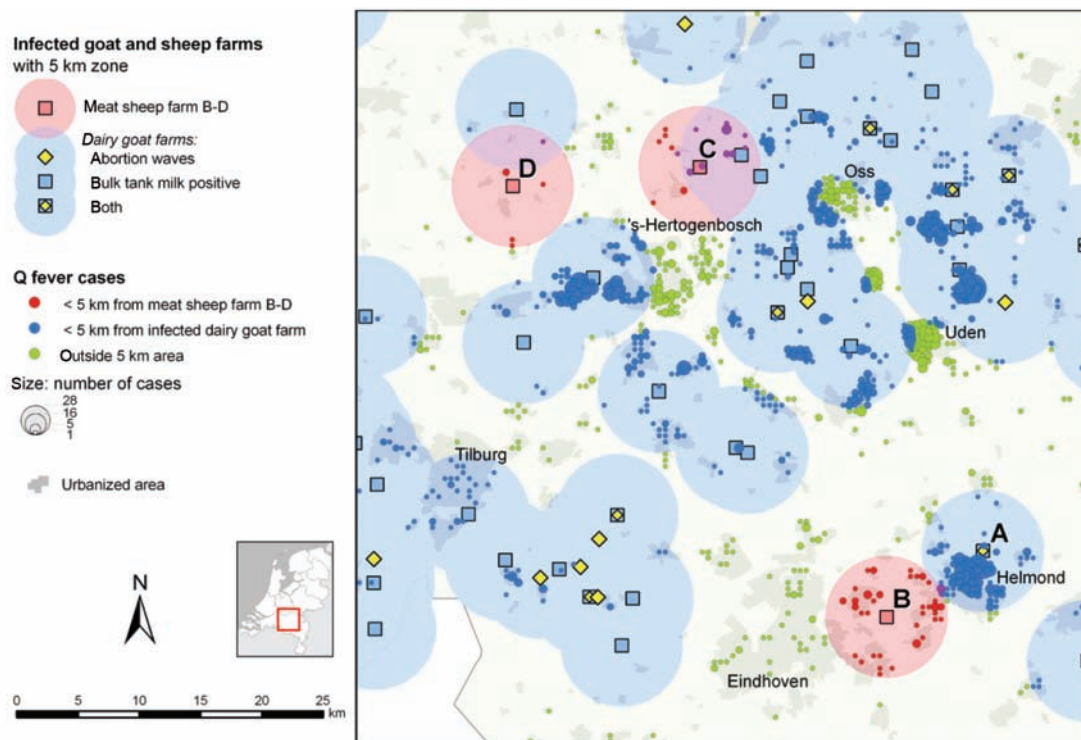 Infected goat and sheep farms
with 5 km zone
Meat sheep farm B-D
Dairy goat farms:
Abortion waves
Bulk tank milk positive
Both
Q fever cases
< 5 km from meat sheep farm B-D
< 5 km from infected dairy goat farm
Outside 5 km area
Size: number of cases
28
16
5
1
Urbanized area
N
0 5 10 15 20 25
km
D
C
Oss
's-Hertogenbosch
Uden
Tilburg
A
Helmond
B
Eindhoven